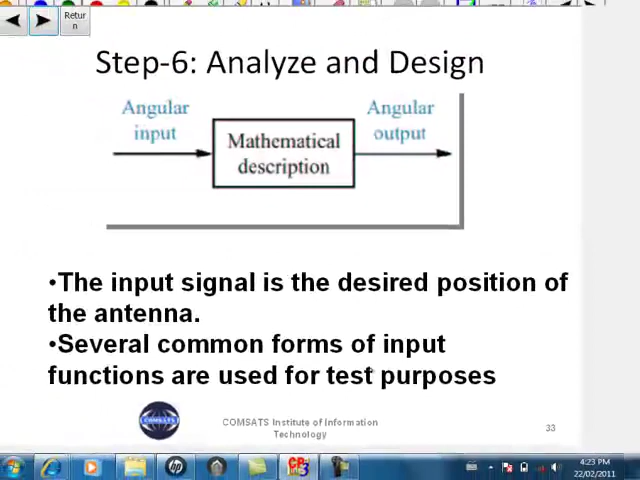 Retur
n
Step-6: Analyze and Design
Angular
input
Mathematical
description
Angular
output
•The input signal is the desired position of
the antenna.
•Several common forms of input
functions are used for test purposes
COMSATS
COMSATS Institute of Information
Technology
33
4:23 PM
22/02/2011